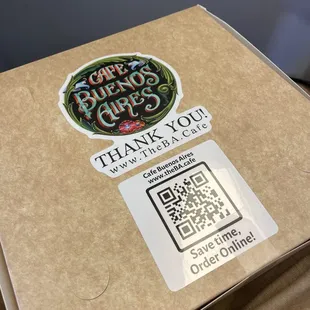 CAFE
BUENOS
AIRES
THANK YOU!
www.TheBA.Cafe
Cafe Buenos Aires
www.theBA.cafe
Save time,
Order Online!